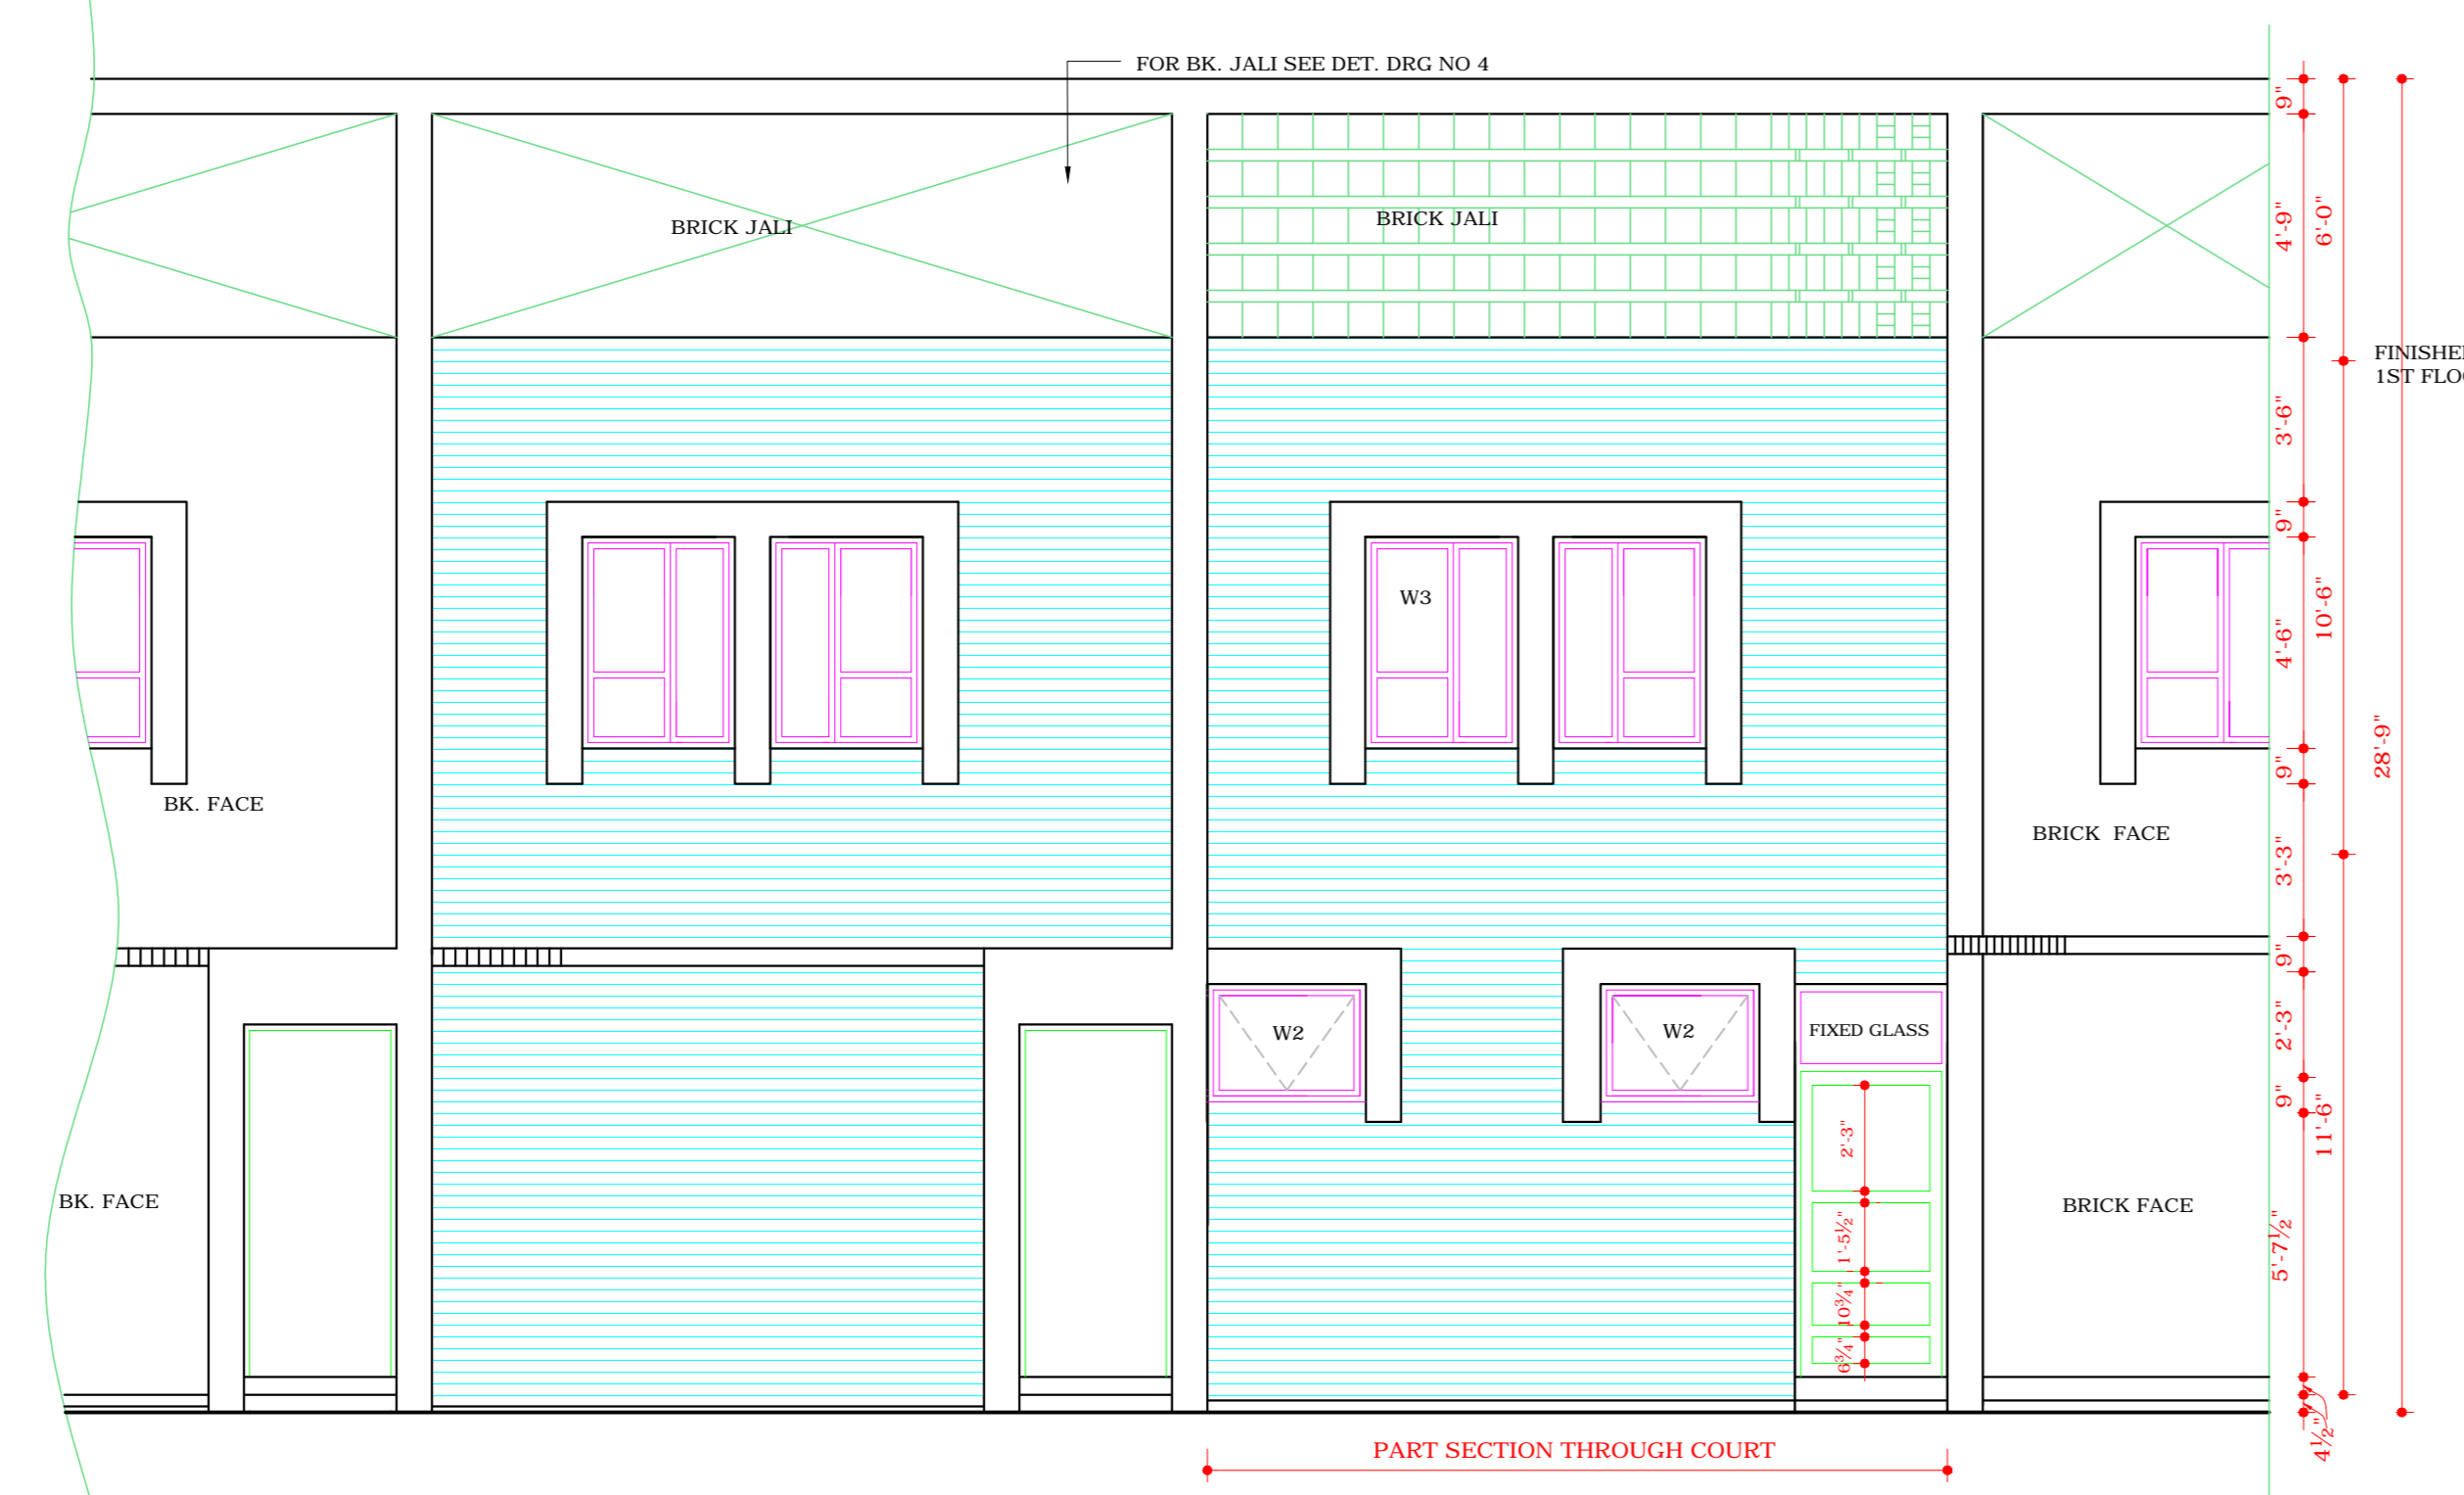 FOR BK. JALI SEE DET. DRG NO 4
BRICK JALI
BRICK JALI
9"
4'-9"
6'-0"
FINISHE
1ST FLO
3'-6"
9"
W3
10'-6"
4'-6"
28'-9"
9"
BK. FACE
BRICK  FACE
3'-3"
9"
W2
W2
FIXED GLASS
2'-3"
9"
11'-6"
2'-3"
BK. FACE
BRICK FACE
1'-5½"
5'-7½"
10¾"
6¾"
4½"
PART SECTION THROUGH COURT